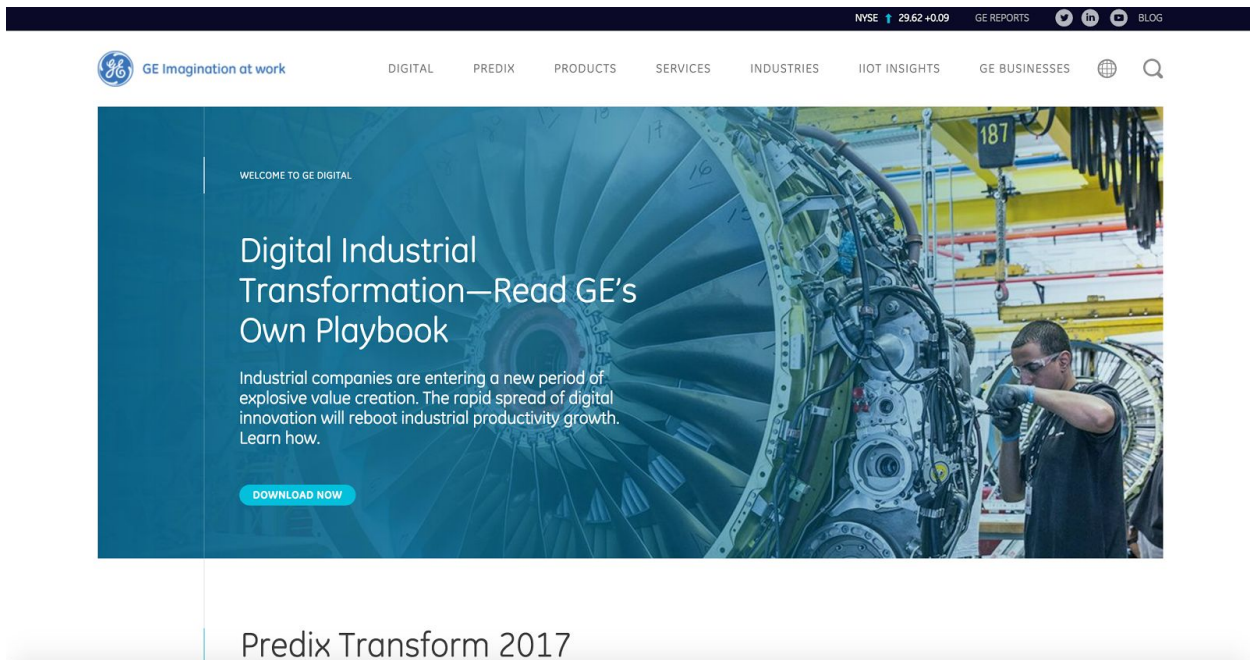 NYSE 29.62 +0.09 GE REPORTS BLOG
GE Imagination at work DIGITAL PREDIX PRODUCTS SERVICES INDUSTRIES IIOT INSIGHTS GE BUSINESSES
187
17
16
WELCOME TO GE DIGITAL
Digital Industrial
Transformation—Read GE's
Own Playbook
Industrial companies are entering a new period of
explosive value creation. The rapid spread of digital
innovation will reboot industrial productivity growth.
Learn how.
DOWNLOAD NOW
Predix Transform 2017